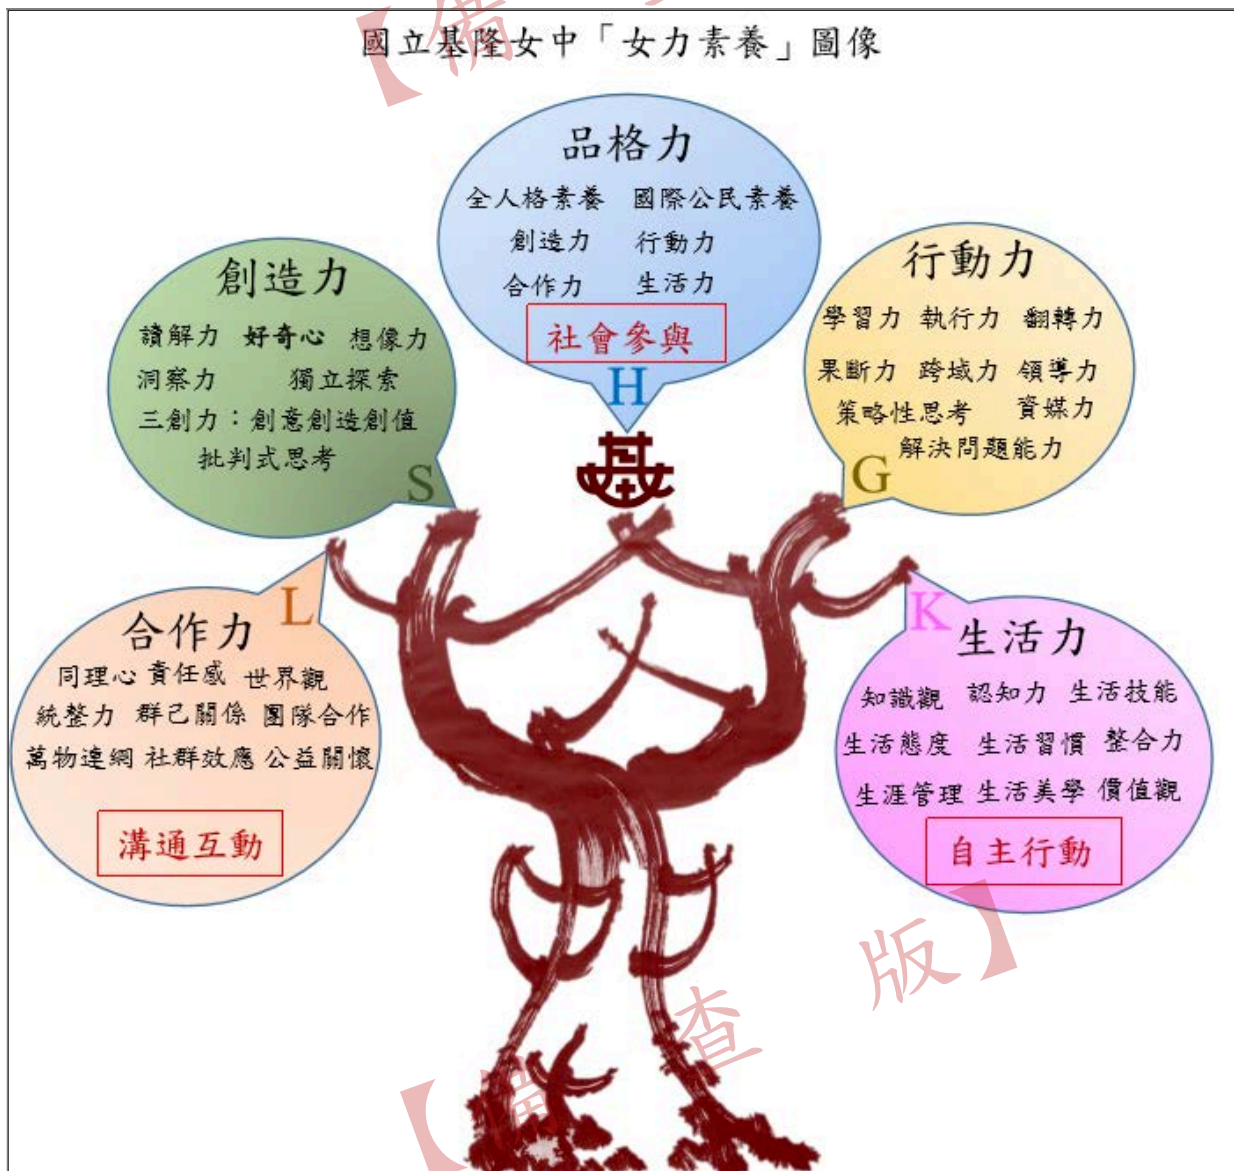 國立基隆女中「女力素養」圖像
品格力
全人格素養 國際公民素養
創造力 行動力
合作力 生活力
社會參與
H
創造力
讀解力 好奇心 想像力
洞察力 獨立探索
三創力：創意創造創值
批判式思考
S
行動力
學習力 執行力 翻轉力
果斷力 跨域力 領導力
策略性思考 資媒力
解決問題能力
G
L
合作力
同理心 責任感 世界觀
統整力 群己關係 團隊合作
萬物連網 社群效應 公益關懷
溝通互動
K
生活力
知識觀 認知力 生活技能
生活態度 生活習慣 整合力
生涯管理 生活美學 價值觀
自主行動
【備
【備查版】